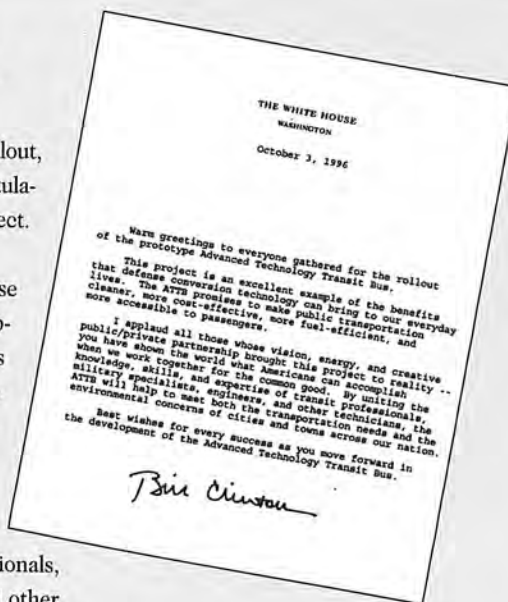 llout,
tula-
ect.
se
p-
s
ionals,
other
THE WHITE HOUSE
WASHINGTON
October 3, 1996
Warm greetings to everyone gathered for the rollout
of the prototype Advanced Technology Transit Bus.
This project is an excellent example of the benefits
that defense conversion technology can bring to our everyday
lives. The ATTB promises to make public transportation
cleaner, more cost-effective, more fuel-efficient, and
more accessible to passengers.
I applaud all those whose vision, energy, and creative
public/private partnership brought this project to reality --
you have shown the world what Americans can accomplish
when we work together for the common good. By uniting the
knowledge, skills, and expertise of transit professionals,
military specialists, engineers, and other technicians, the
ATTB will help to meet both the transportation needs and the
environmental concerns of cities and towns across our nation.
Best wishes for every success as you move forward in
the development of the Advanced Technology Transit Bus.
Bill Clinton